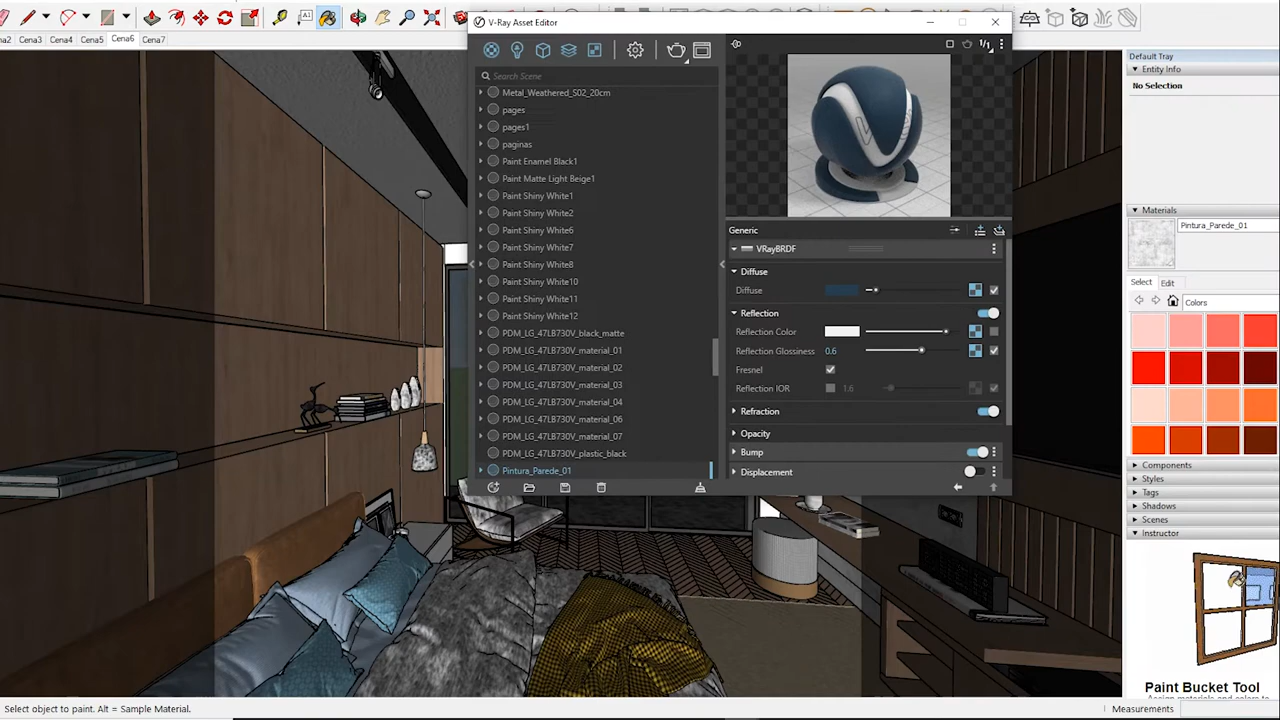 V-Ray Asset Editor
na2
Cena3
Cena4
Cena5
Cena6
Cena7
Default Tray
Entity Info
No Selection
Search Scene
1/1
Metal_Weathered_S02_20cm
pages
pages1
paginas
Paint Enamel Black1
Paint Matte Light Beige1
Paint Shiny White1
Paint Shiny White2
Paint Shiny White6
Paint Shiny White7
Paint Shiny White8
Paint Shiny White10
Paint Shiny White11
Paint Shiny White12
PDM_LG_47LB730V_black_matte
PDM_LG_47LB730V_material_01
PDM_LG_47LB730V_material_02
PDM_LG_47LB730V_material_03
PDM_LG_47LB730V_material_04
PDM_LG_47LB730V_material_06
PDM_LG_47LB730V_material_07
PDM_LG_47LB730V_plastic_black
Pintura_Parede_01
Generic
VRayBRDF
Diffuse
Diffuse
Reflection
Reflection Color
Reflection Glossiness 0.6
Fresnel
Reflection IOR 1.6
Refraction
Opacity
Bump
Displacement
Materials
Pintura_Parede_01
Select
Edit
Colors
Components
Styles
Tags
Shadows
Scenes
Instructor
Paint Bucket Tool
Select object to paint. Alt = Sample Material.
Measurements